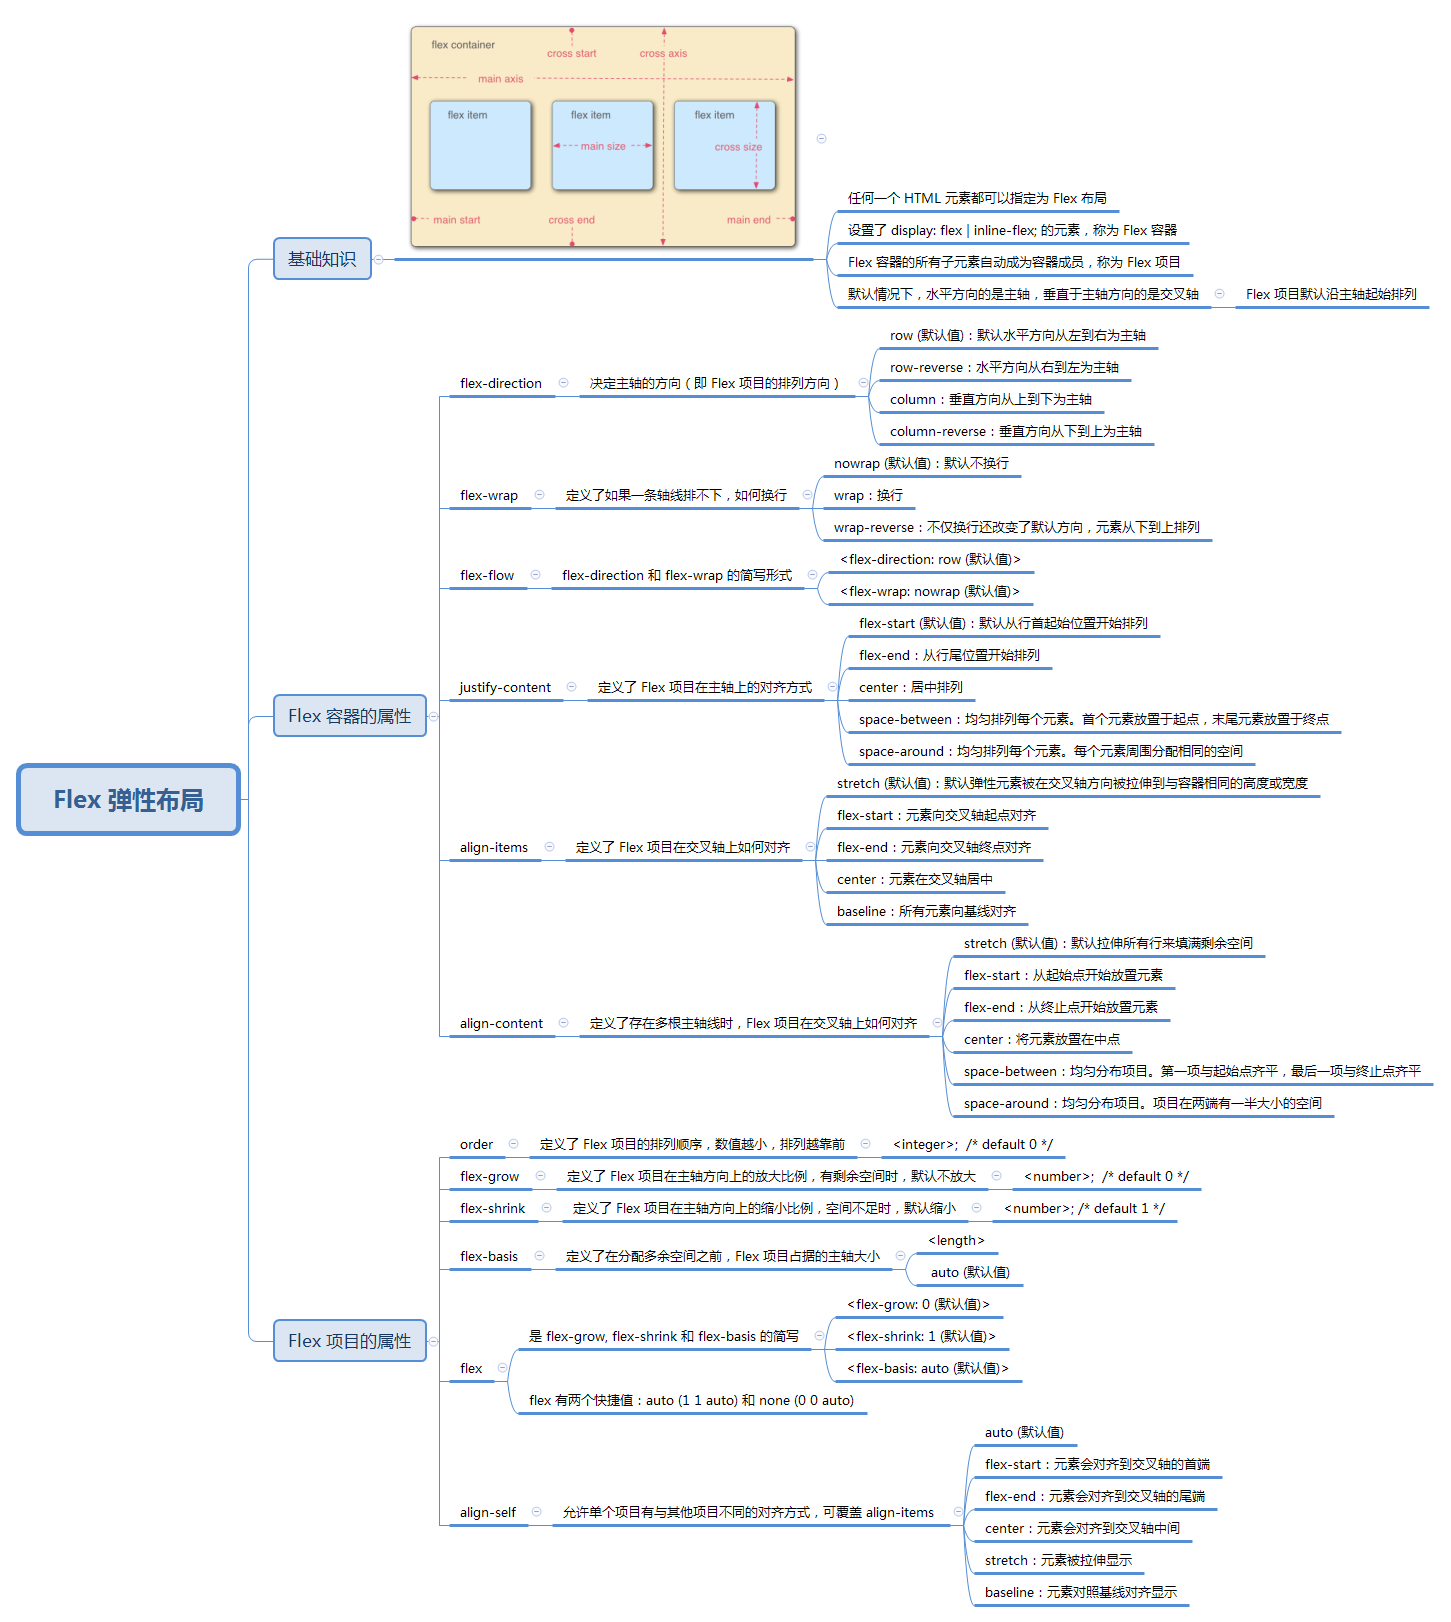 Flex 弹性布局
基础知识
flex container
cross start
cross axis
main axis
flex item
flex item
flex item
main size
cross size
main start
cross end
main end
任何一个 HTML 元素都可以指定为 Flex 布局
设置了 display: flex | inline-flex; 的元素，称为 Flex 容器
Flex 容器的所有子元素自动成为容器成员，称为 Flex 项目
默认情况下，水平方向的是主轴，垂直于主轴方向的是交叉轴
Flex 项目默认沿主轴起始排列
Flex 容器的属性
flex-direction
决定主轴的方向（即 Flex 项目的排列方向）
row (默认值)：默认水平方向从左到右为主轴
row-reverse：水平方向从右到左为主轴
column：垂直方向从上到下为主轴
column-reverse：垂直方向从下到上为主轴
flex-wrap
定义了如果一条轴线排不下，如何换行
nowrap (默认值)：默认不换行
wrap：换行
wrap-reverse：不仅换行还改变了默认方向，元素从下到上排列
flex-flow
flex-direction 和 flex-wrap 的简写形式
<flex-direction: row (默认值)>
<flex-wrap: nowrap (默认值)>
justify-content
定义了 Flex 项目在主轴上的对齐方式
flex-start (默认值)：默认从行首起始位置开始排列
flex-end：从行尾位置开始排列
center：居中排列
space-between：均匀排列每个元素。首个元素放置于起点，末尾元素放置于终点
space-around：均匀排列每个元素。每个元素周围分配相同的空间
align-items
定义了 Flex 项目在交叉轴上如何对齐
stretch (默认值)：默认弹性元素被在交叉轴方向被拉伸到与容器相同的高度或宽度
flex-start：元素向交叉轴起点对齐
flex-end：元素向交叉轴终点对齐
center：元素在交叉轴居中
baseline：所有元素向基线对齐
align-content
定义了存在多根主轴线时，Flex 项目在交叉轴上如何对齐
stretch (默认值)：默认拉伸所有行来填满剩余空间
flex-start：从起始点开始放置元素
flex-end：从终止点开始放置元素
center：将元素放置在中点
space-between：均匀分布项目。第一项与起始点齐平，最后一项与终止点齐平
space-around：均匀分布项目。项目在两端有一半大小的空间
Flex 项目的属性
order
定义了 Flex 项目的排列顺序，数值越小，排列越靠前
<integer>;  /* default 0 */
flex-grow
定义了 Flex 项目在主轴方向上的放大比例，有剩余空间时，默认不放大
<number>;  /* default 0 */
flex-shrink
定义了 Flex 项目在主轴方向上的缩小比例，空间不足时，默认缩小
<number>; /* default 1 */
flex-basis
定义了在分配多余空间之前，Flex 项目占据的主轴大小
<length>
auto (默认值)
flex
是 flex-grow, flex-shrink 和 flex-basis 的简写
<flex-grow: 0 (默认值)>
<flex-shrink: 1 (默认值)>
<flex-basis: auto (默认值)>
flex 有两个快捷值：auto (1 1 auto) 和 none (0 0 auto)
align-self
允许单个项目有与其他项目不同的对齐方式，可覆盖 align-items
auto (默认值)
flex-start：元素会对齐到交叉轴的首端
flex-end：元素会对齐到交叉轴的尾端
center：元素会对齐到交叉轴中间
stretch：元素被拉伸显示
baseline：元素对照基线对齐显示